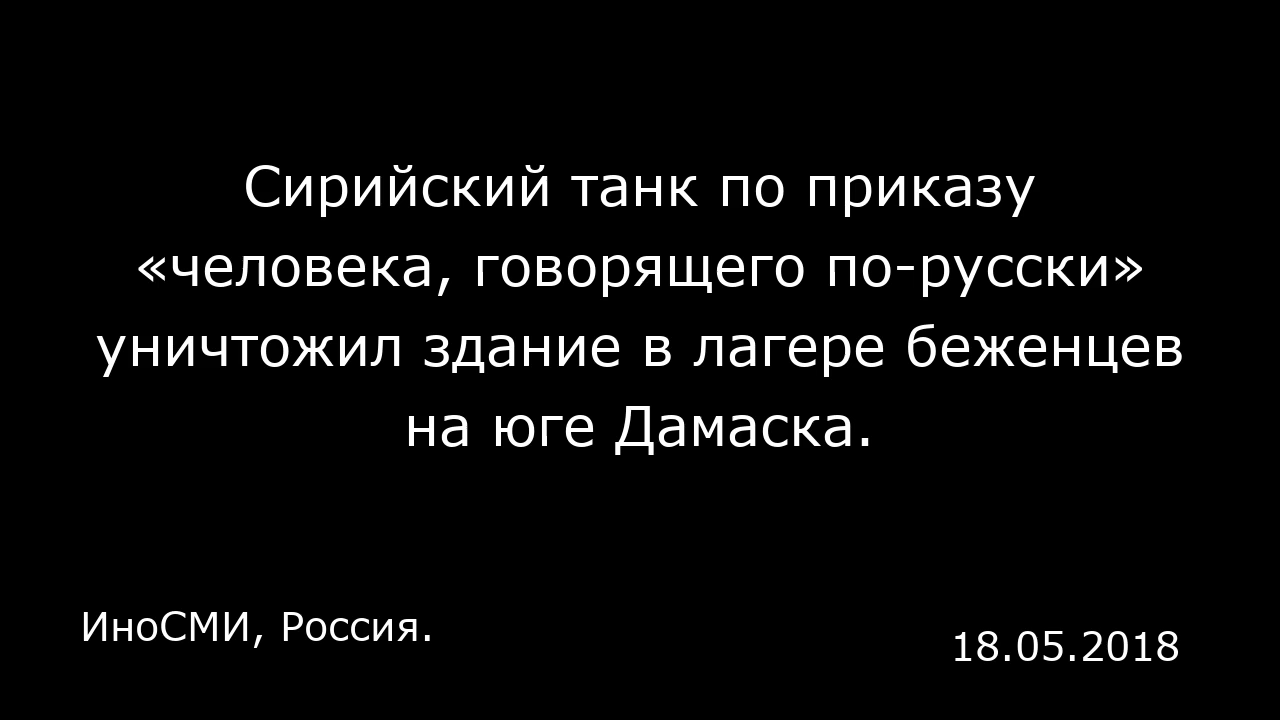 Сирийский танк по приказу
«человека, говорящего по-русски»
уничтожил здание в лагере беженцев
на юге Дамаска.
ИноСМИ, Россия.
18.05.2018